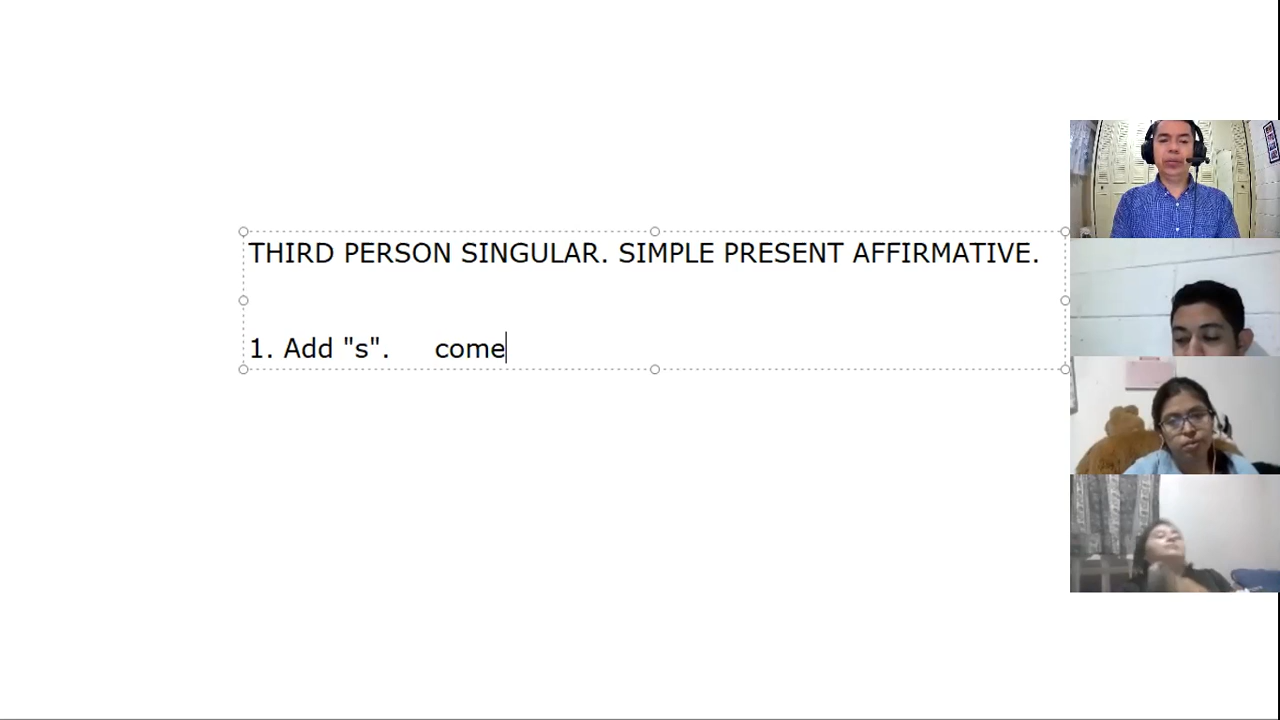 THIRD PERSON SINGULAR. SIMPLE PRESENT AFFIRMATIVE.
1. Add "s". come